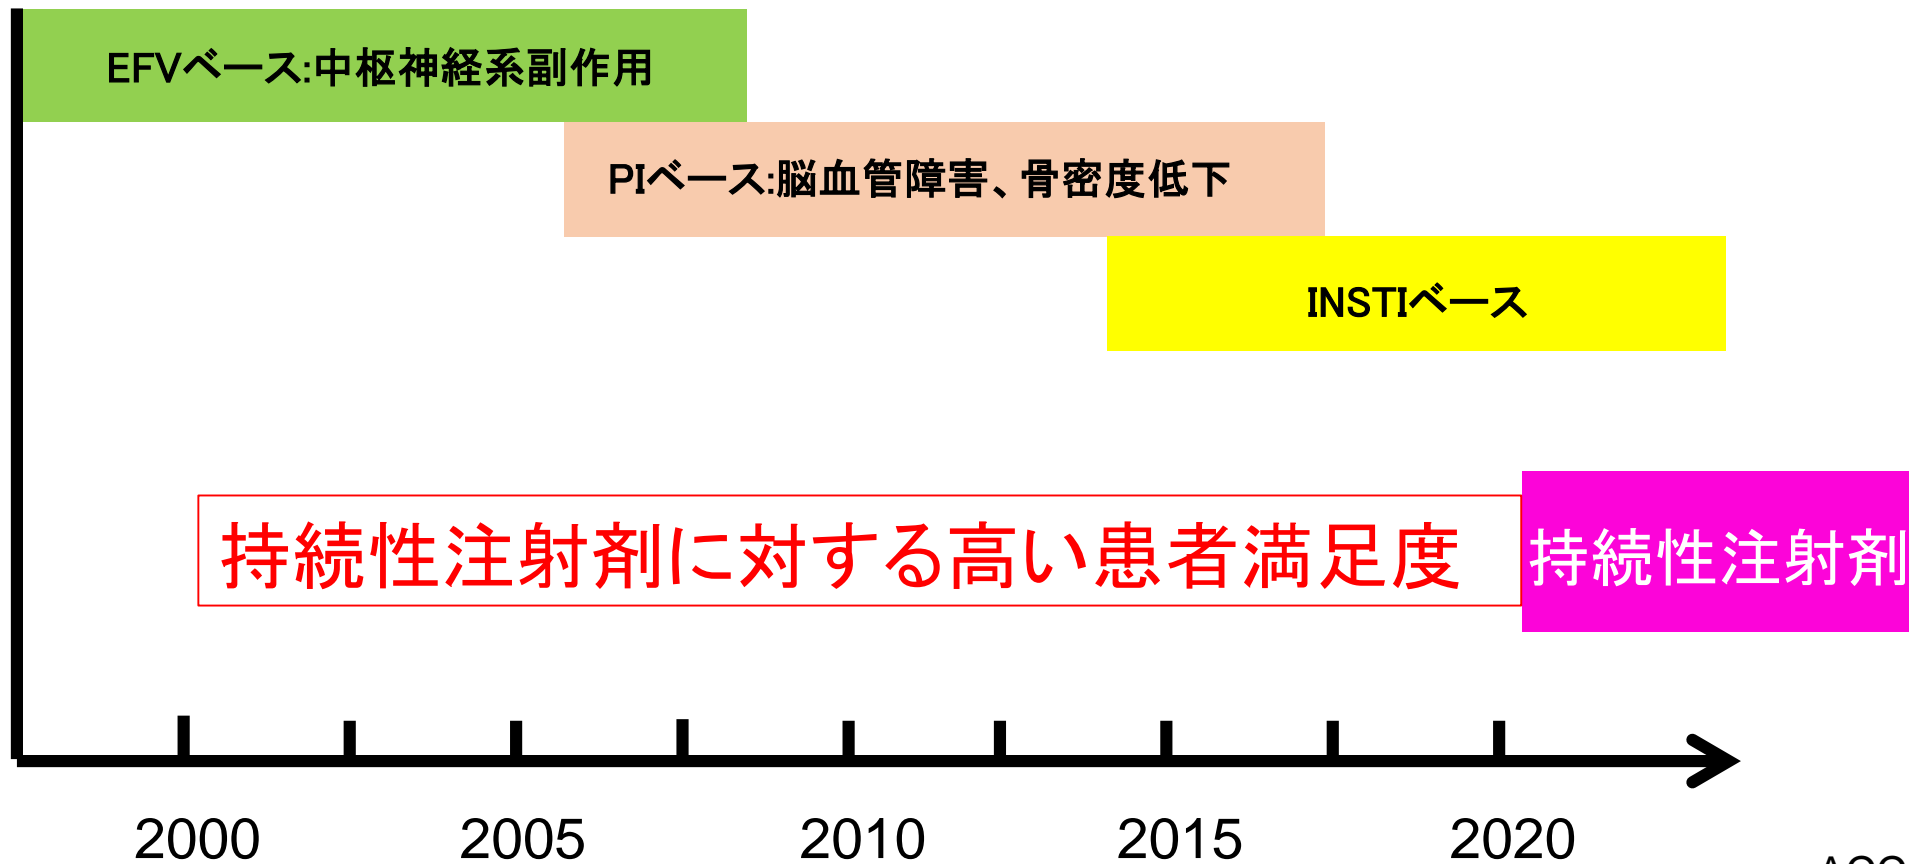 EFVベース:中枢神経系副作用
PIベース:脳血管障害、骨密度低下
INSTIベース
持続性注射剤に対する高い患者満足度
持続性注射剤
2000 2005 2010 2015 2020